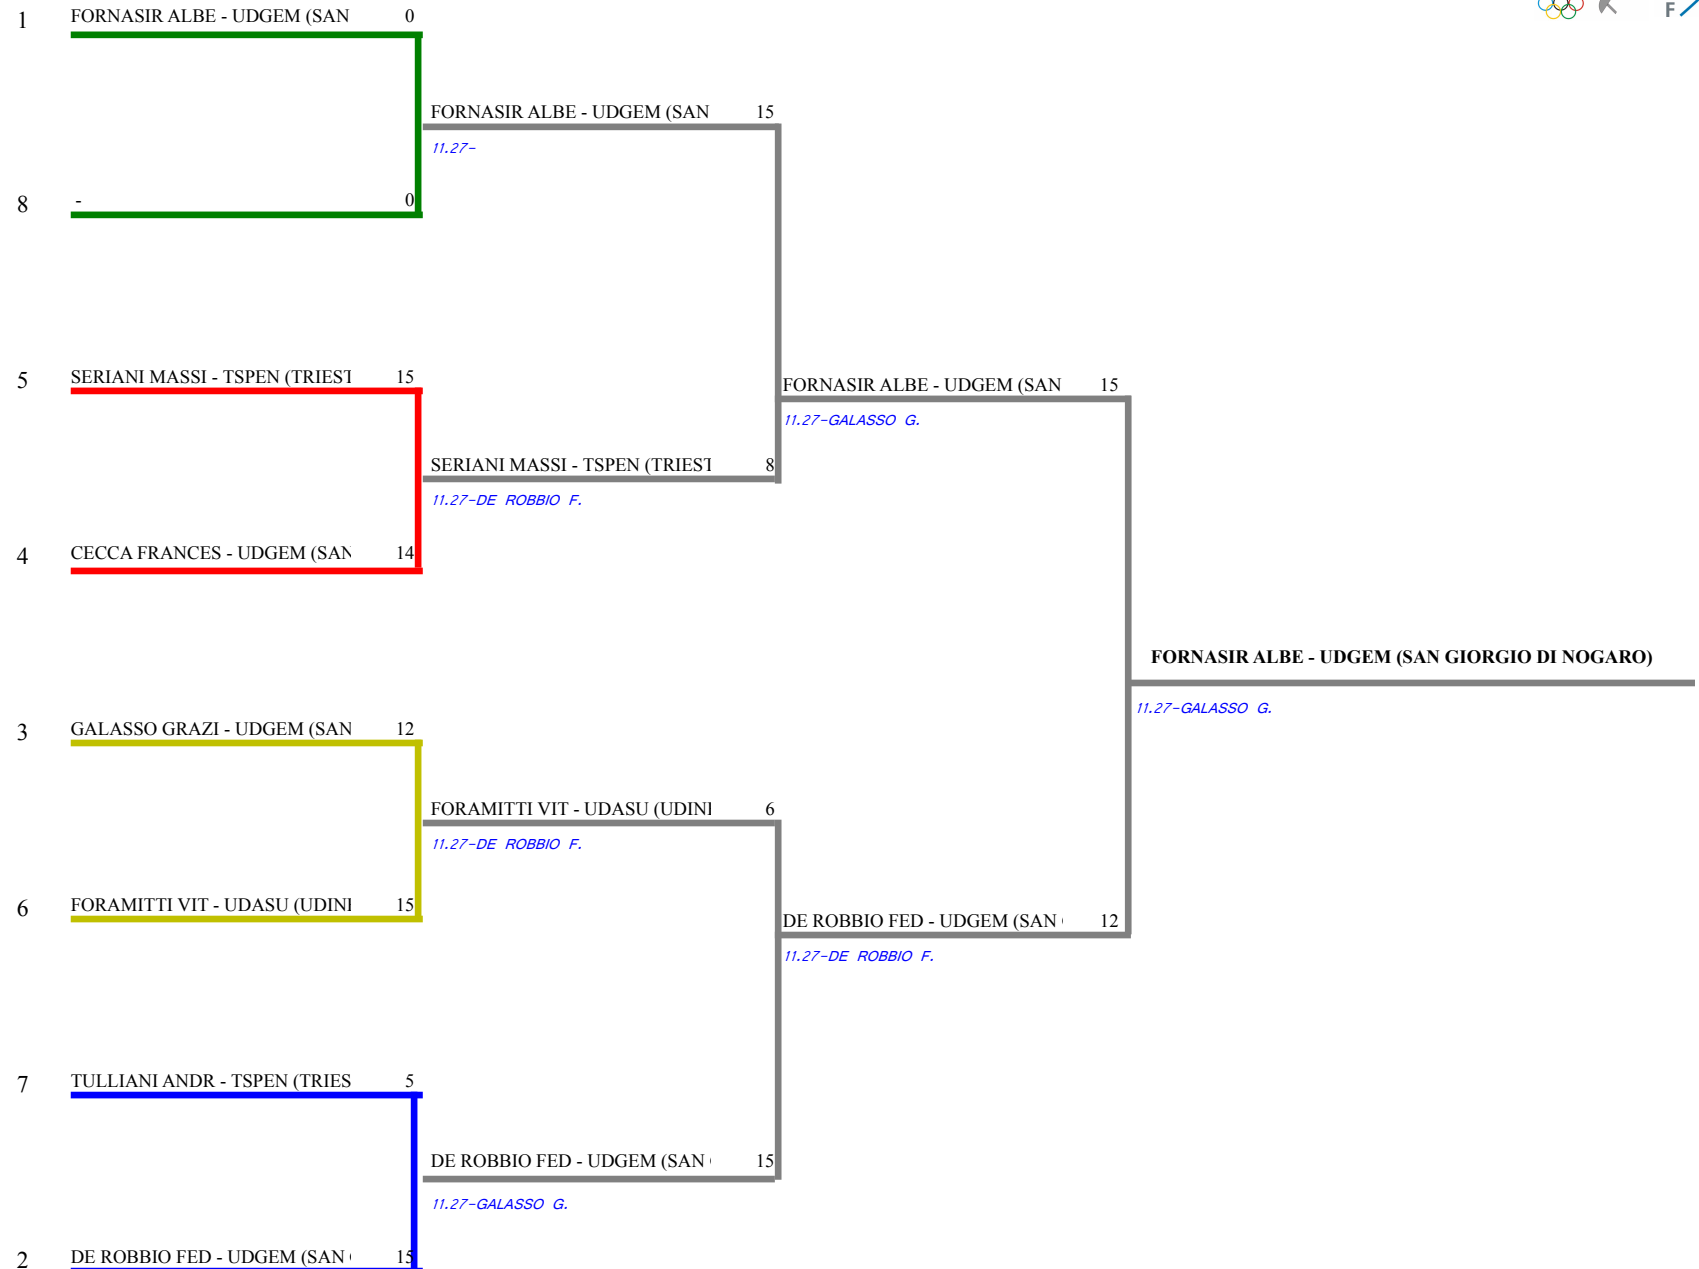 1 FORNASIR ALBE - UDGEM (SAN 0
F
FORNASIR ALBE - UDGEM (SAN 15
11.27-
8 - 0
5 SERIANI MASSI - TSPEN (TRIEST 15
FORNASIR ALBE - UDGEM (SAN 15
11.27-GALASSO G.
SERIANI MASSI - TSPEN (TRIEST 8
11.27-DE ROBBIO F.
4 CECCA FRANCES - UDGEM (SAN 14
FORNASIR ALBE - UDGEM (SAN GIORGIO DI NOGARO)
11.27-GALASSO G.
3 GALASSO GRAZI - UDGEM (SAN 12
FORAMITTI VIT - UDASU (UDINE 6
11.27-DE ROBBIO F.
6 FORAMITTI VIT - UDASU (UDINE 15
DE ROBBIO FED - UDGEM (SAN 12
11.27-DE ROBBIO F.
7 TULLIANI ANDR - TSPEN (TRIES 5
DE ROBBIO FED - UDGEM (SAN 15
11.27-GALASSO G.
2 DE ROBBIO FED - UDGEM (SAN 15